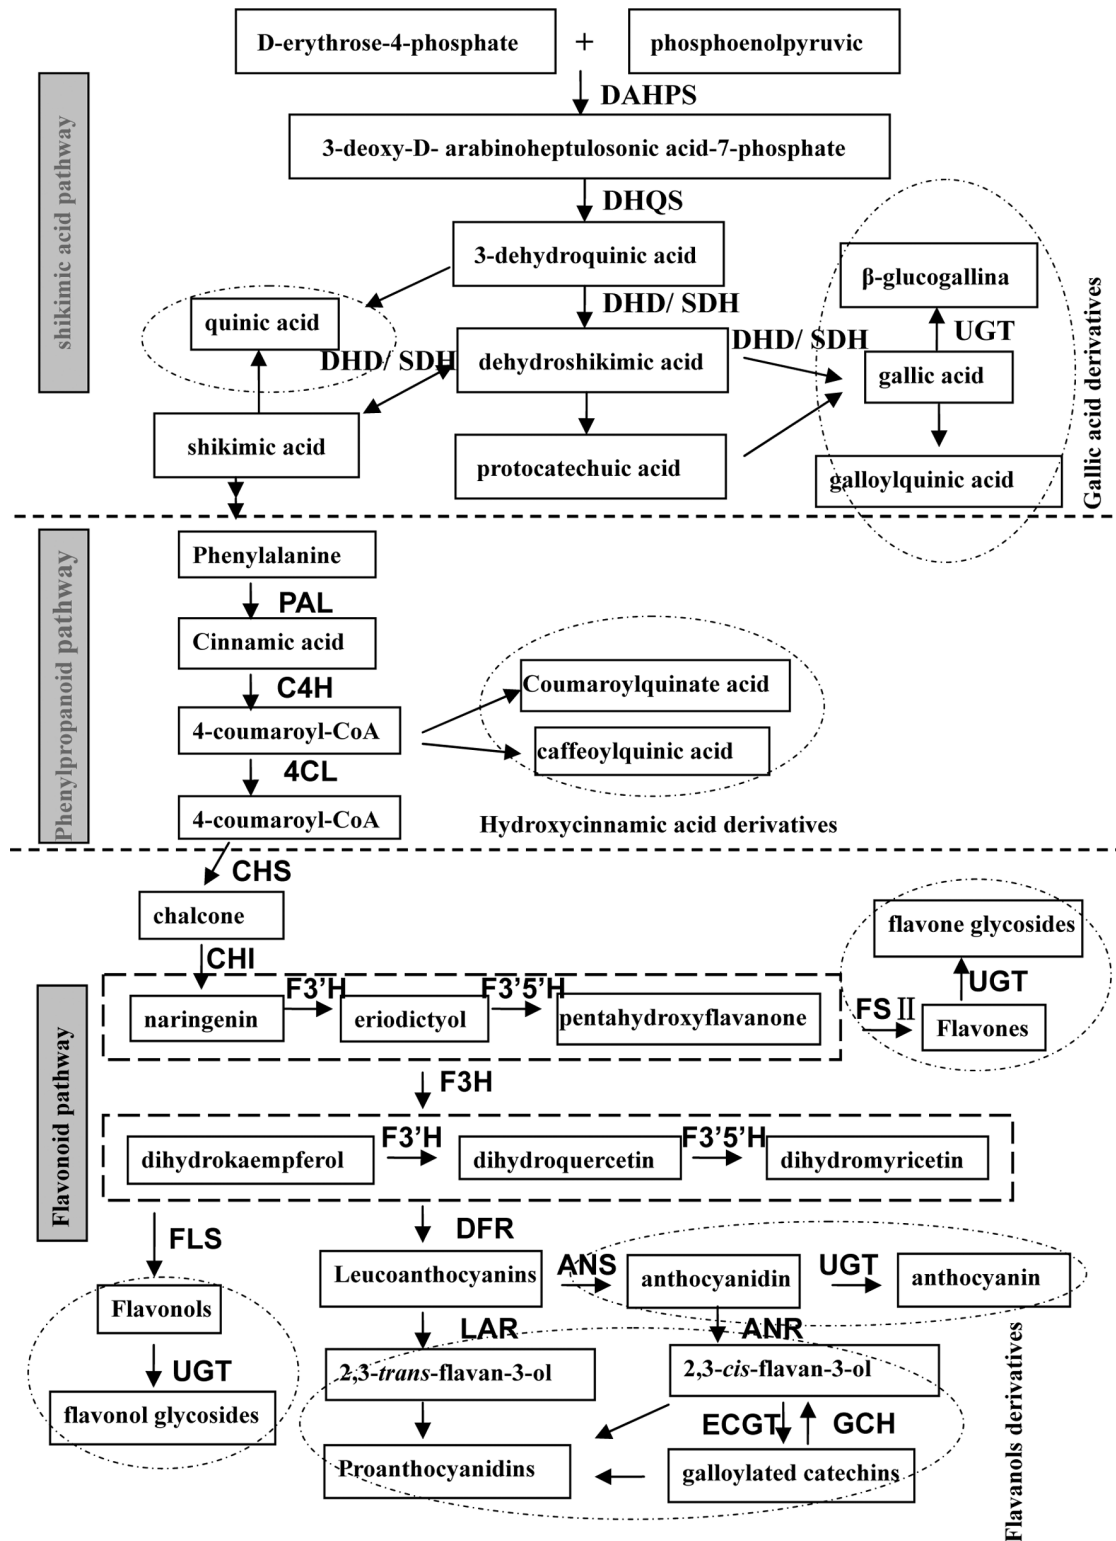 D-erythrose-4-phosphate
+
phosphoenolpyruvic
DAHPS
3-deoxy-D- arabinoheptulosonic acid-7-phosphate
DHQS
3-dehydroquinic acid
DHD/ SDH
quinic acid
DHD/ SDH
dehydroshikimic acid
DHD/ SDH
β-glucogallina
UGT
gallic acid
shikimic acid
protocatechuic acid
galloylquinic acid
shikimic acid pathway
Gallic acid derivatives
Phenylalanine
PAL
Cinnamic acid
C4H
4-coumaroyl-CoA
4CL
4-coumaroyl-CoA
Coumaroylquinate acid
caffeoylquinic acid
Hydroxycinnamic acid derivatives
Phenylpropanoid pathway
CHS
chalcone
CHI
naringenin
F3’H
eriodictyol
F3’5’H
pentahydroxyflavanone
FSⅡ
Flavones
UGT
flavone glycosides
F3H
dihydrokaempferol
F3’H
dihydroquercetin
F3’5’H
dihydromyricetin
Flavonoid pathway
FLS
Flavonols
UGT
flavonol glycosides
DFR
Leucoanthocyanins
ANS
anthocyanidin
UGT
anthocyanin
LAR
ANR
2,3-trans-flavan-3-ol
2,3-cis-flavan-3-ol
ECGT
GCH
Proanthocyanidins
galloylated catechins
Flavanols derivatives